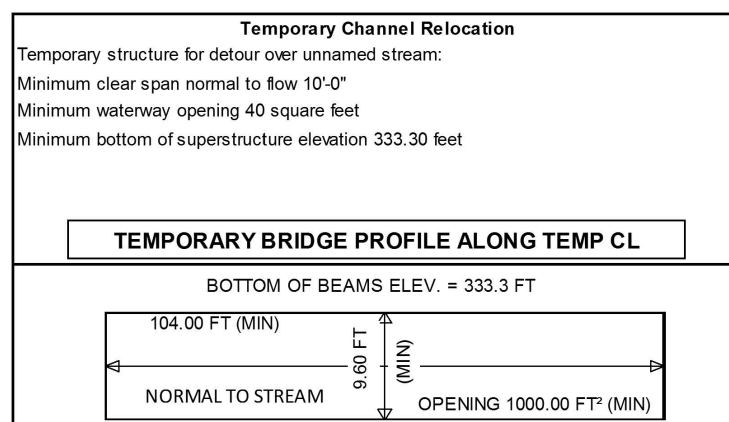 Temporary Channel Relocation
Temporary structure for detour over unnamed stream:
Minimum clear span normal to flow 10'-0"
Minimum waterway opening 40 square feet
Minimum bottom of superstructure elevation 333.30 feet
TEMPORARY BRIDGE PROFILE ALONG TEMP CL
BOTTOM OF BEAMS ELEV. = 333.3 FT
104.00 FT (MIN)
9.60 FT
(MIN)
NORMAL TO STREAM
OPENING 1000.00 FT² (MIN)